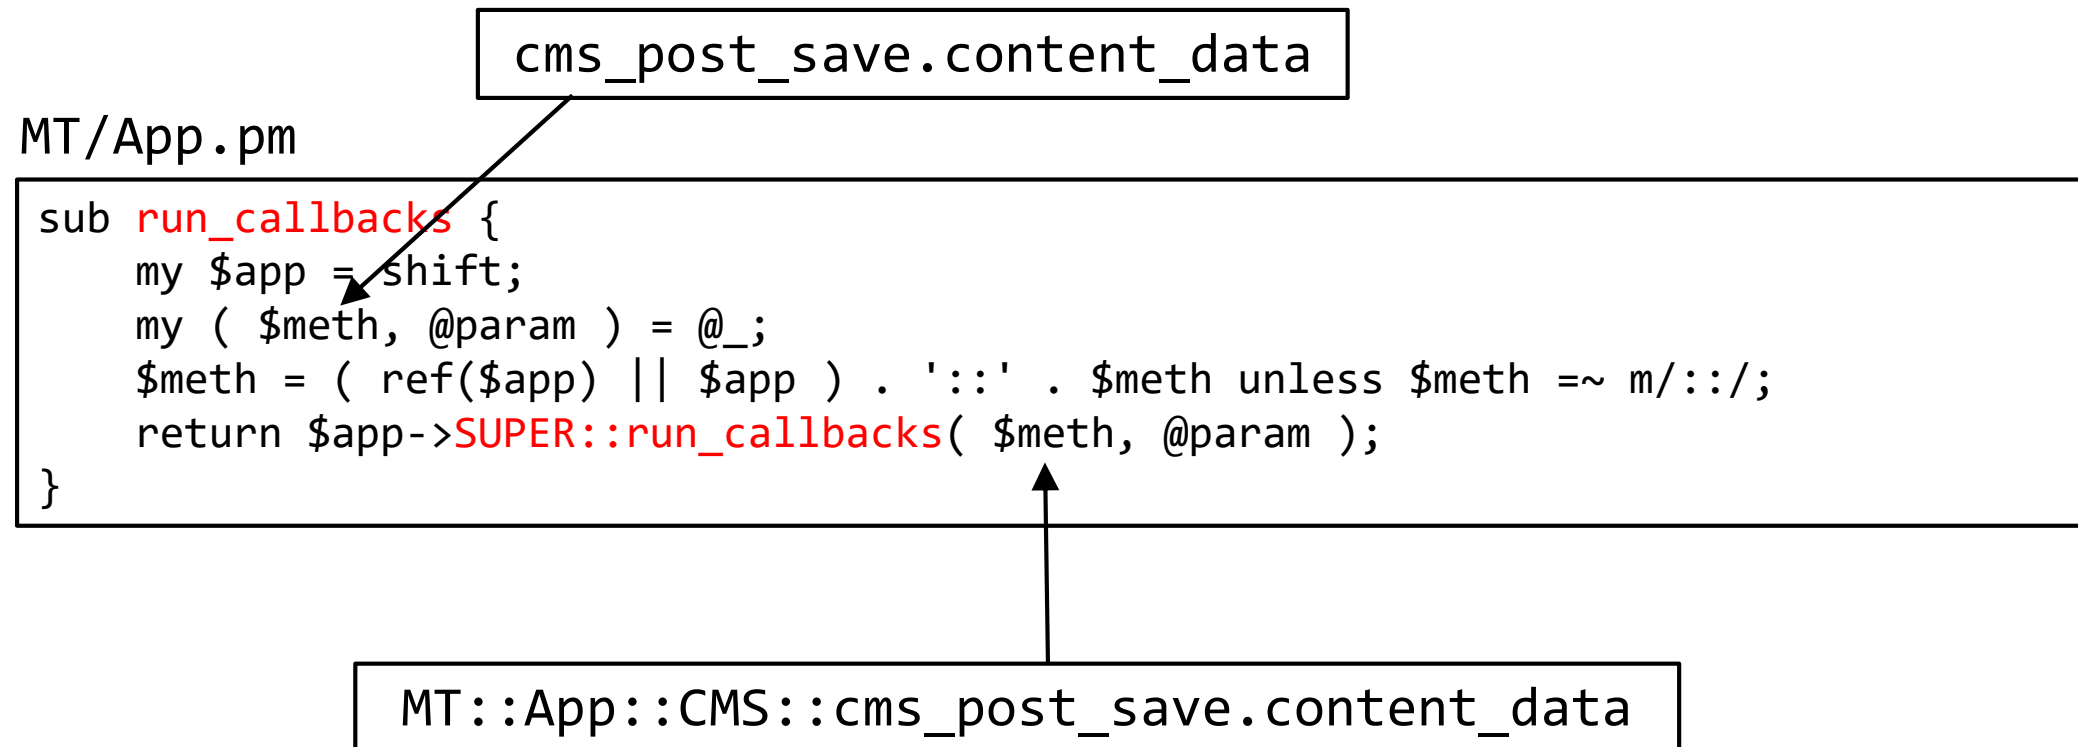 cms_post_save.content_data
MT/App.pm
sub run_callbacks {
    my $app = shift;
    my ( $meth, @param ) = @_;
    $meth = ( ref($app) || $app ) . '::' . $meth unless $meth =~ m/::/;
    return $app->SUPER::run_callbacks( $meth, @param );
}
MT::App::CMS::cms_post_save.content_data